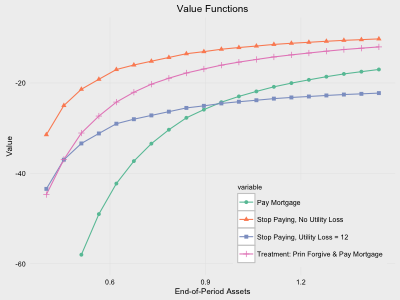 Value Functions
Value
-20
-40
-60
variable
Pay Mortgage
Stop Paying, No Utility Loss
Stop Paying, Utility Loss = 12
Treatment: Prin Forgive & Pay Mortgage
0.6
0.9
1.2
End-of-Period Assets